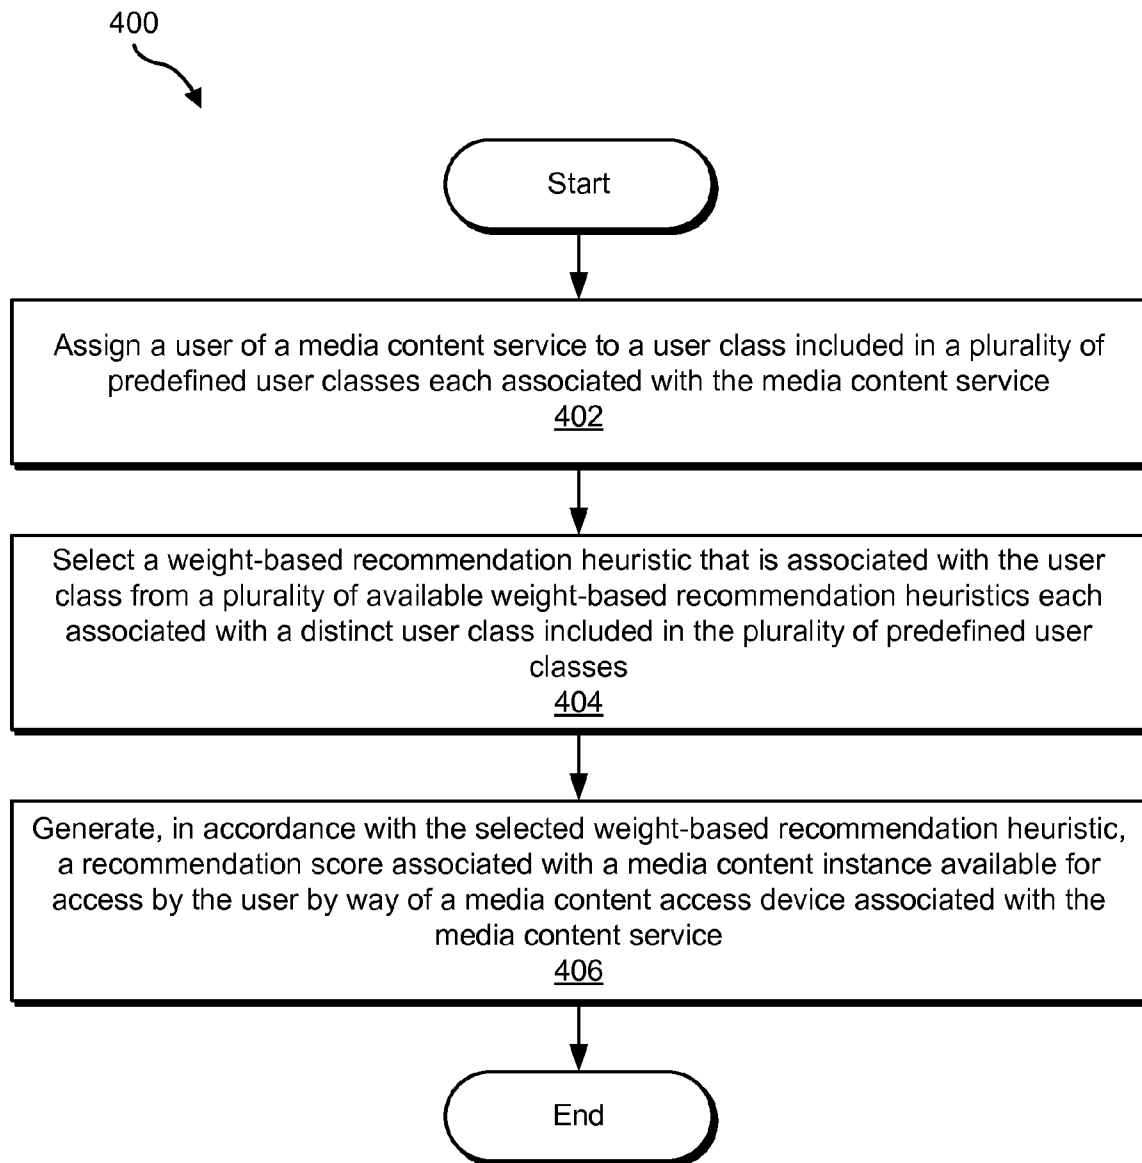 400
Start
Assign a user of a media content service to a user class included in a plurality of
predefined user classes each associated with the media content service
402
Select a weight-based recommendation heuristic that is associated with the user
class from a plurality of available weight-based recommendation heuristics each
associated with a distinct user class included in the plurality of predefined user
classes
404
Generate, in accordance with the selected weight-based recommendation heuristic,
a recommendation score associated with a media content instance available for
access by the user by way of a media content access device associated with the
media content service
406
End